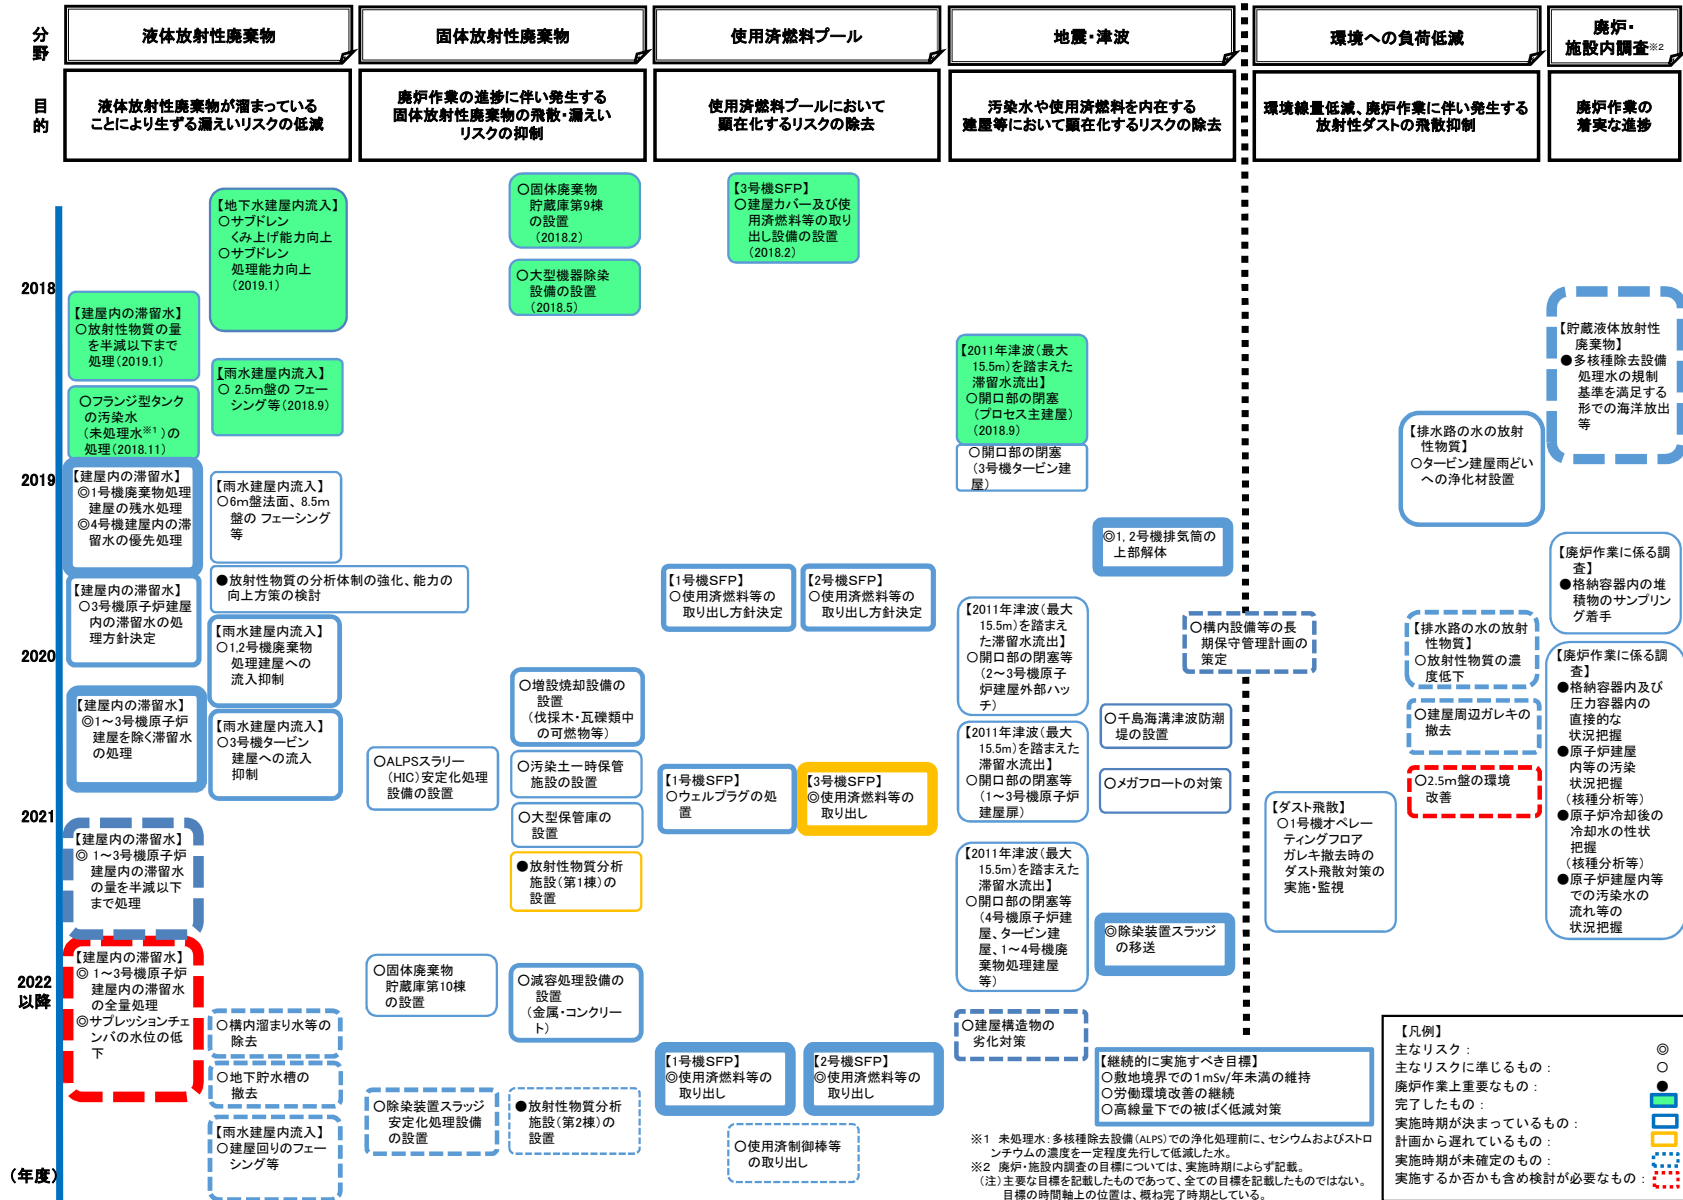 分
野
液体放射性廃棄物
固体放射性廃棄物
使用済燃料プール
地震・津波
環境への負荷低減
廃炉・
施設内調査※2
目
的
液体放射性廃棄物が溜まっている
ことにより生ずる漏えいリスクの低減
廃炉作業の進捗に伴い発生する
固体放射性廃棄物の飛散・漏えい
リスクの抑制
使用済燃料プールにおいて
顕在化するリスクの除去
汚染水や使用済燃料を内在する
建屋等において顕在化するリスクの除去
環境線量低減、廃炉作業に伴い発生する
放射性ダストの飛散抑制
廃炉作業の
着実な進捗
2018
2019
2020
2021
2022
以降
(年度)
【建屋内の滞留水】
○放射性物質の量
を半減以下まで
処理(2019.1)
○フランジ型タンク
の汚染水
(未処理水※1)の
処理(2018.11)
【建屋内の滞留水】
◎1号機廃棄物処理
建屋の残水処理
◎4号機建屋内の滞
留水の優先処理
【建屋内の滞留水】
○3号機原子炉建屋
内の滞留水の処
理方針決定
【建屋内の滞留水】
◎1～3号機原子炉
建屋を除く滞留水
の処理
【建屋内の滞留水】
◎ 1～3号機原子炉
建屋内の滞留水
の量を半減以下
まで処理
【建屋内の滞留水】
◎ 1～3号機原子炉
建屋内の滞留水
の全量処理
◎サプレッションチェ
ンバの水位の低
下
【地下水建屋内流入】
○サブドレン
くみ上げ能力向上
○サブドレン
処理能力向上
(2019.1)
【雨水建屋内流入】
○ 2.5m盤の フェー
シング等(2018.9)
【雨水建屋内流入】
○6m盤法面、8.5m
盤の フェーシング
等
●放射性物質の分析体制の強化、能力の
向上方策の検討
【雨水建屋内流入】
○1,2号機廃棄物
処理建屋への
流入抑制
【雨水建屋内流入】
○3号機タービン
建屋への流入
抑制
○構内溜まり水等の
除去
○地下貯水槽の
撤去
【雨水建屋内流入】
○建屋回りのフェー
シング等
○固体廃棄物
貯蔵庫第9棟
の設置
(2018.2)
○大型機器除染
設備の設置
(2018.5)
○増設焼却設備の
設置
(伐採木・瓦礫類中
の可燃物等)
○ALPSスラリー
(HIC)安定化処理
設備の設置
○汚染土一時保管
施設の設置
○大型保管庫の
設置
●放射性物質分析
施設(第1棟)の
設置
○固体廃棄物
貯蔵庫第10棟
の設置
○減容処理設備の
設置
(金属・コンクリー
ト)
○除染装置スラッジ
安定化処理設備
の設置
●放射性物質分析
施設(第2棟)の
設置
【3号機SFP】
○建屋カバー及び使
用済燃料等の取り
出し設備の設置
(2018.2)
【1号機SFP】
○使用済燃料等の
取り出し方針決定
【2号機SFP】
○使用済燃料等の
取り出し方針決定
【1号機SFP】
○ウェルプラグの処
置
【3号機SFP】
◎使用済燃料等の
取り出し
【1号機SFP】
◎使用済燃料等の
取り出し
【2号機SFP】
◎使用済燃料等の
取り出し
○使用済制御棒等
の取り出し
【2011年津波(最大
15.5m)を踏まえた
滞留水流出】
○開口部の閉塞
(プロセス主建屋)
(2018.9)
○開口部の閉塞
(3号機タービン建
屋)
◎1,2号機排気筒の
上部解体
【2011年津波(最大
15.5m)を踏まえ
た滞留水流出】
○開口部の閉塞等
(2～3号機原子
炉建屋外部ハッ
チ)
○構内設備等の長
期保守管理計画の
策定
○千島海溝津波防潮
堤の設置
【2011年津波(最大
15.5m)を踏まえた
滞留水流出】
○開口部の閉塞等
(1～3号機原子炉
建屋扉)
○メガフロートの対策
【2011年津波(最大
15.5m)を踏まえた
滞留水流出】
○開口部の閉塞等
(4号機原子炉建
屋、タービン建
屋、1～4号機廃
棄物処理建屋
等)
◎除染装置スラッジ
の移送
○建屋構造物の
劣化対策
【継続的に実施すべき目標】
○敷地境界での1mSv/年未満の維持
○労働環境改善の継続
○高線量下での被ばく低減対策
【排水路の水の放射
性物質】
○タービン建屋雨どい
への浄化材設置
【排水路の水の放射
性物質】
○放射性物質の濃
度低下
○建屋周辺ガレキの
撤去
○2.5m盤の環境
改善
【ダスト飛散】
○1号機オペレー
ティングフロア
ガレキ撤去時の
ダスト飛散対策の
実施・監視
【貯蔵液体放射性
廃棄物】
●多核種除去設備
処理水の規制
基準を満足する
形での海洋放出
等
【廃炉作業に係る調
査】
●格納容器内の堆
積物のサンプリン
グ着手
【廃炉作業に係る調
査】
●格納容器内及び
圧力容器内の
直接的な
状況把握
●原子炉建屋
内等の汚染
状況把握
(核種分析等)
●原子炉冷却後の
冷却水の性状
把握
(核種分析等)
●原子炉建屋内等
での汚染水の
流れ等の
状況把握
【凡例】
主なリスク： ◎
主なリスクに準じるもの： ○
廃炉作業上重要なもの： ●
完了したもの：
実施時期が決まっているもの：
計画から遅れているもの：
実施時期が未確定のもの：
実施するか否かも含め検討が必要なもの：
※1 未処理水：多核種除去設備(ALPS)での浄化処理前に、セシウムおよびストロ
ンチウムの濃度を一定程度先行して低減した水。
※2 廃炉・施設内調査の目標については、実施時期によらず記載。
(注)主要な目標を記載したものであって、全ての目標を記載したものではない。
目標の時間軸上の位置は、概ね完了時期としている。